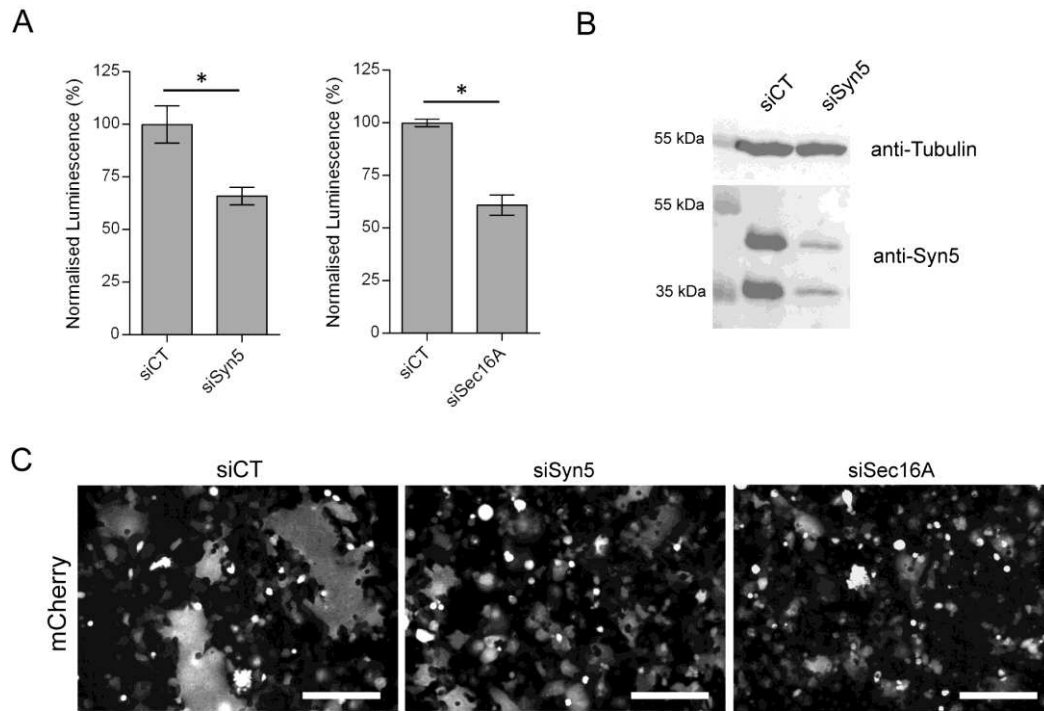 A
B
Normalised Luminescence (%)
125
100
75
50
25
0
*
siCT
siSyn5
Normalised Luminescence (%)
125
100
75
50
25
0
*
siCT
siSec16A
siCT
siSyn5
55 kDa
anti-Tubulin
55 kDa
anti-Syn5
35 kDa
C
siCT
siSyn5
siSec16A
mCherry